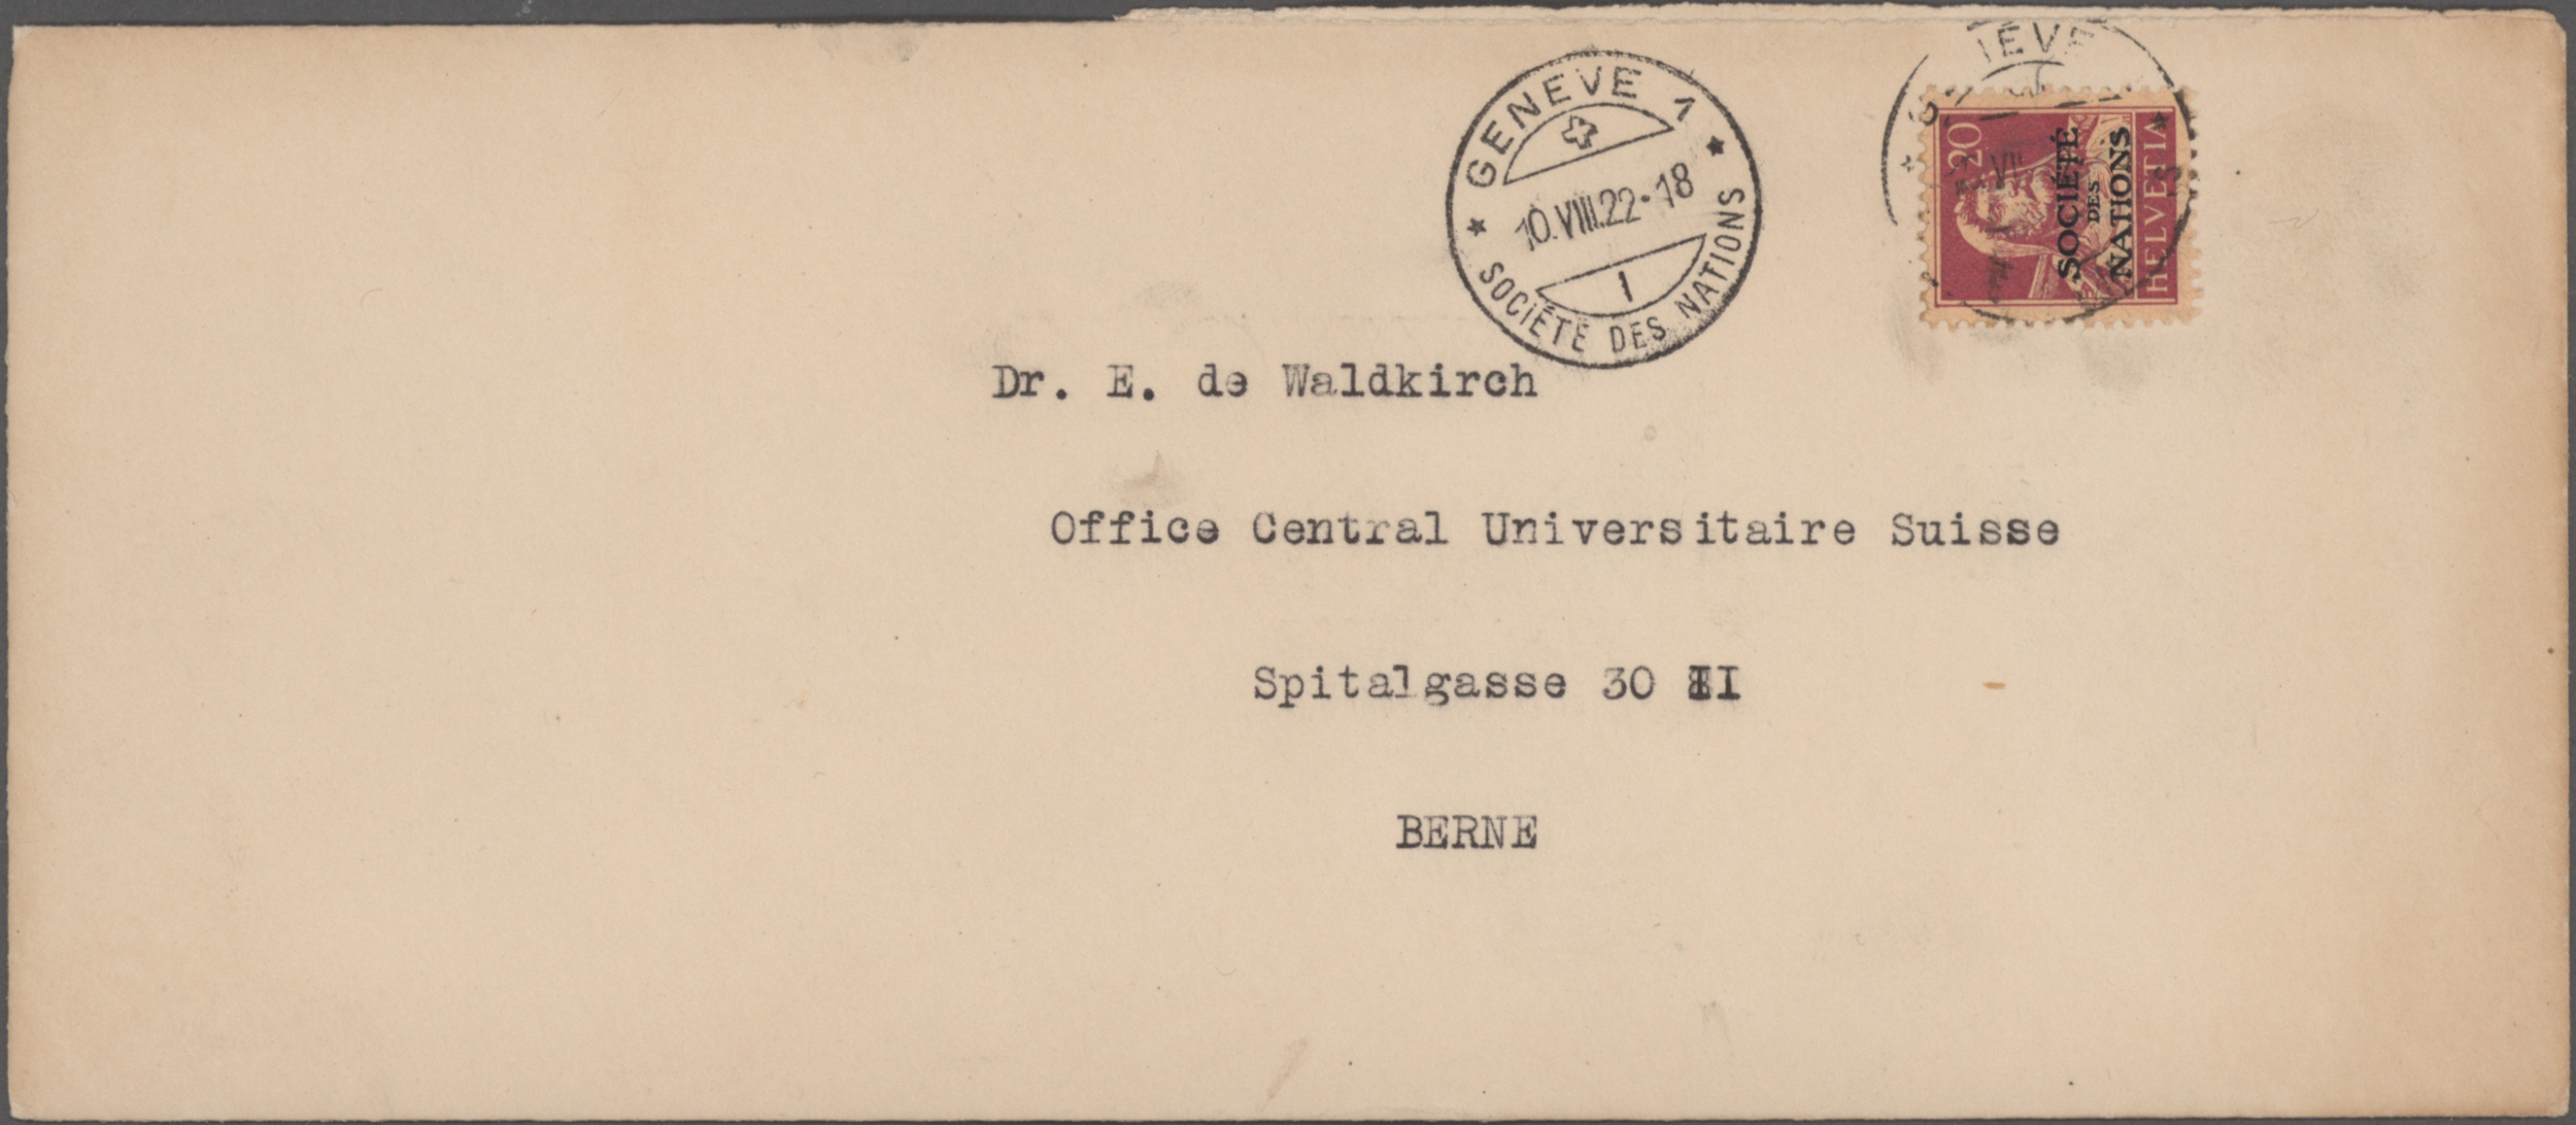 GENEVE 1
10.VIII.22-18
1
SOCIÉTÉ DES NATIONS
20
SOCIÉTÉ
DES
NATIONS
HELVETIA
Dr. E. de Waldkirch
Office Central Universitaire Suisse
Spitalgasse 30 II
BERNE